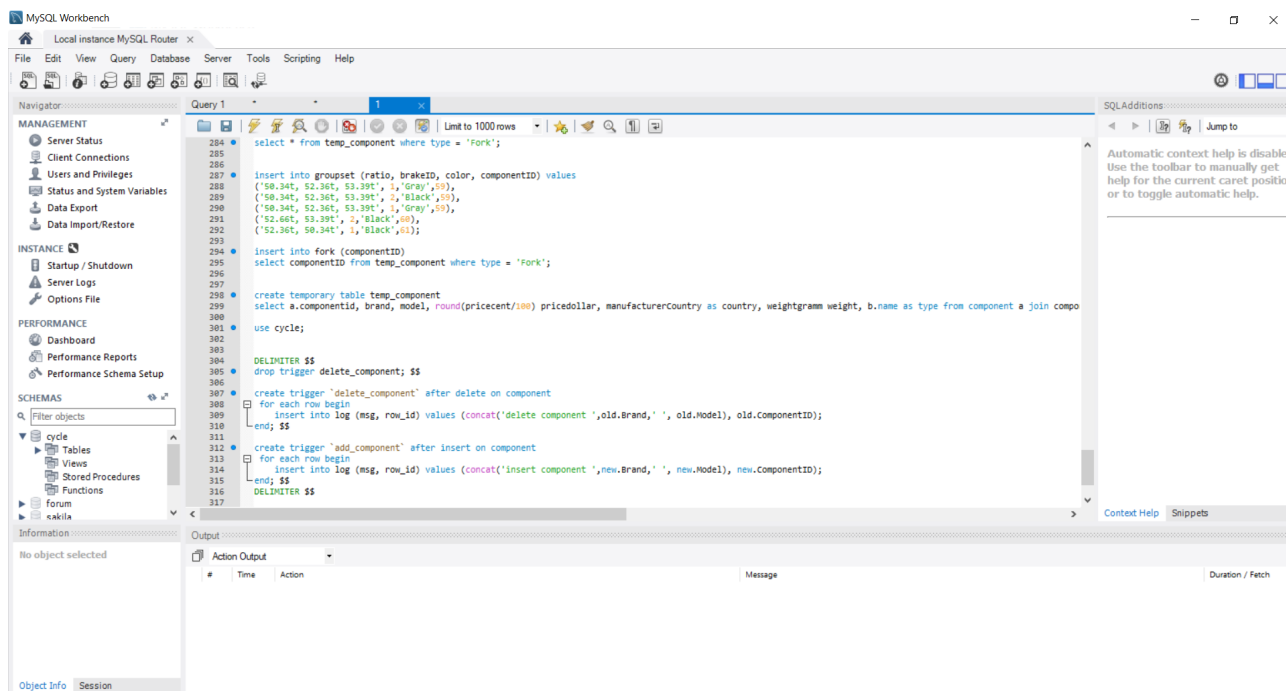 MySQL Workbench
Local instance MySQL Router
File Edit View Query Database Server Tools Scripting Help
Navigator
MANAGEMENT
Server Status
Client Connections
Users and Privileges
Status and System Variables
Data Export
Data Import/Restore
INSTANCE
Startup / Shutdown
Server Logs
Options File
PERFORMANCE
Dashboard
Performance Reports
Performance Schema Setup
SCHEMAS
Filter objects
cycle
Tables
Views
Stored Procedures
Functions
forum
sakila
Information
No object selected
Object Info Session
Query 1 * * 1
Limit to 1000 rows
284 select * from temp_component where type = 'Fork';
285
286
287 insert into groupset (ratio, brakeID, color, componentID) values
288 ('50.34t, 52.36t, 53.39t', 1,'Gray',59),
289 ('50.34t, 52.36t, 53.39t', 2,'Black',59),
290 ('50.34t, 52.36t, 53.39t', 1,'Gray',59),
291 ('52.66t, 53.39t', 2,'Black',60),
292 ('52.36t, 50.34t', 1,'Black',61);
293
294 insert into fork (componentID)
295 select componentID from temp_component where type = 'Fork';
296
297
298 create temporary table temp_component
299 select a.componentid, brand, model, round(pricecent/100) pricedollar, manufacturerCountry as country, weightgramm weight, b.name as type from component a join compo
300
301 use cycle;
302
303
304 DELIMITER $$
305 drop trigger delete_component; $$
306
307 create trigger `delete_component` after delete on component
308 for each row begin
309 insert into log (msg, row_id) values (concat('delete component ',old.Brand,' ', old.Model), old.ComponentID);
310 end; $$
311
312 create trigger `add_component` after insert on component
313 for each row begin
314 insert into log (msg, row_id) values (concat('insert component ',new.Brand,' ', new.Model), new.ComponentID);
315 end; $$
316 DELIMITER $$
317
Output
Action Output
# Time Action Message Duration / Fetch
SQLAdditions
Jump to
Automatic context help is disable
Use the toolbar to manually get
help for the current caret positio
or to toggle automatic help.
Context Help Snippets